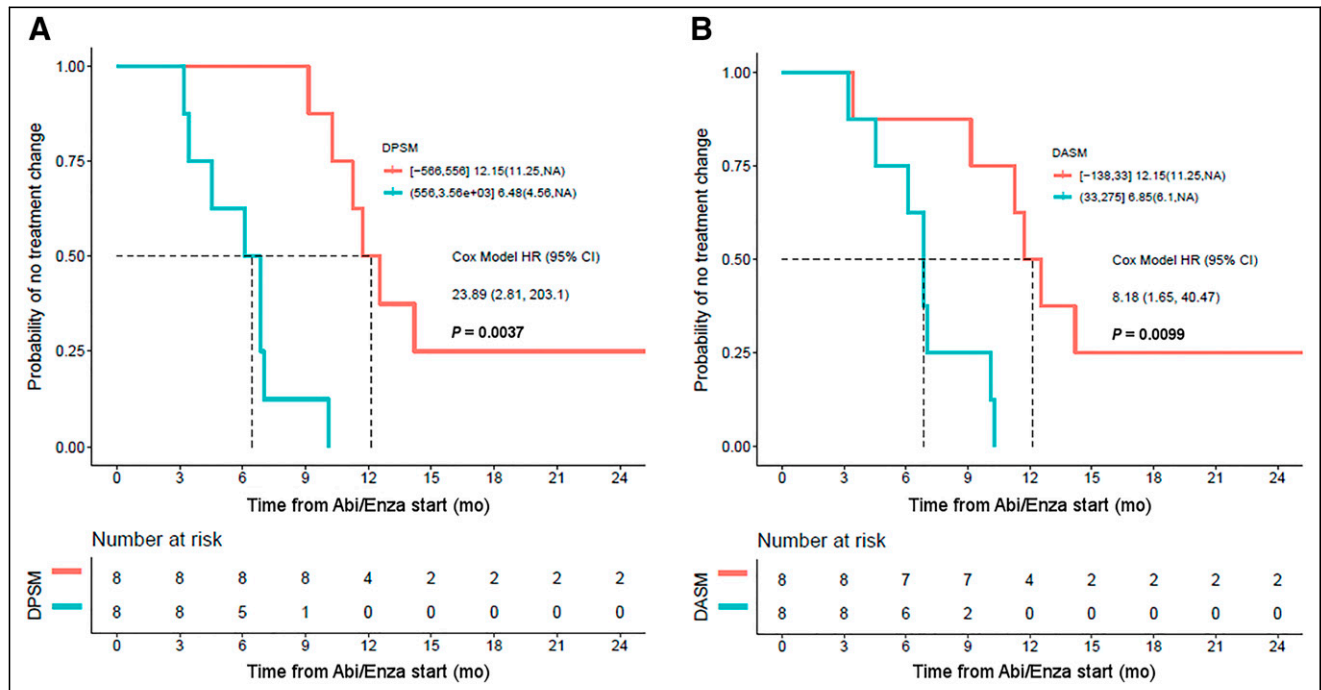 A
Probability of no treatment change
1.00
0.75
0.50
0.25
0.00
DPSM
[−566,556] 12.15(11.25,NA)
(556,3.56e+03] 6.48(4.56,NA)
Cox Model HR (95% CI)
23.89 (2.81, 203.1)
P = 0.0037
0 3 6 9 12 15 18 21 24
Time from Abi/Enza start (mo)
Number at risk
DPSM
8 8 8 8 4 2 2 2 2
8 8 5 1 0 0 0 0 0
0 3 6 9 12 15 18 21 24
Time from Abi/Enza start (mo)
B
Probability of no treatment change
1.00
0.75
0.50
0.25
0.00
DASM
[−138,33] 12.15(11.25,NA)
(33,275] 6.85(6.1,NA)
Cox Model HR (95% CI)
8.18 (1.65, 40.47)
P = 0.0099
0 3 6 9 12 15 18 21 24
Time from Abi/Enza start (mo)
Number at risk
DASM
8 8 7 7 4 2 2 2 2
8 8 6 2 0 0 0 0 0
0 3 6 9 12 15 18 21 24
Time from Abi/Enza start (mo)